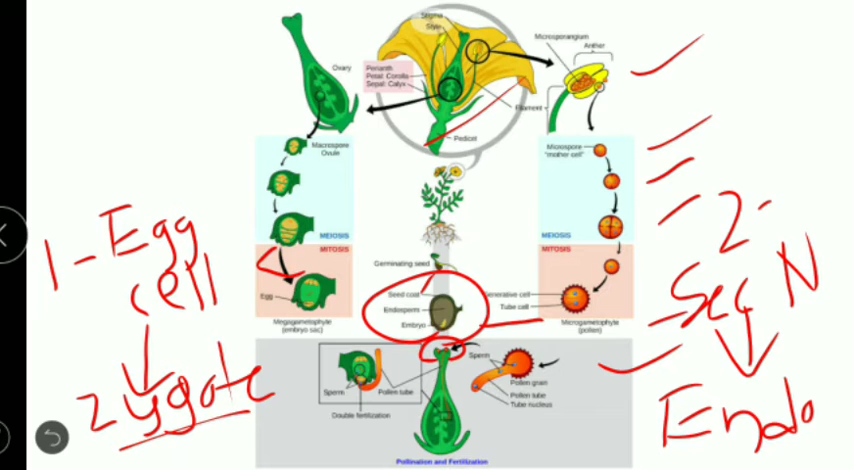 Stigma
Style
Ovary
Perianth
Petal: Corolla
Sepal: Calyx
Microsporangium
Anther
Filament
Pedicel
Macrospore
Ovule
Microspore
"mother cell"
MEIOSIS
MITOSIS
MEIOSIS
MITOSIS
Germinating seed
Seed coat
Endosperm
Embryo
Egg
Megagametophyte
(embryo sac)
Generative cell
Tube cell
Microgametophyte
(pollen)
Sperm
Pollen tube
Double fertilization
Sperm
Pollen grain
Pollen tube
Tube nucleus
Pollination and Fertilization
1-Egg
cell
Zygote
2-
Sec N
Endo